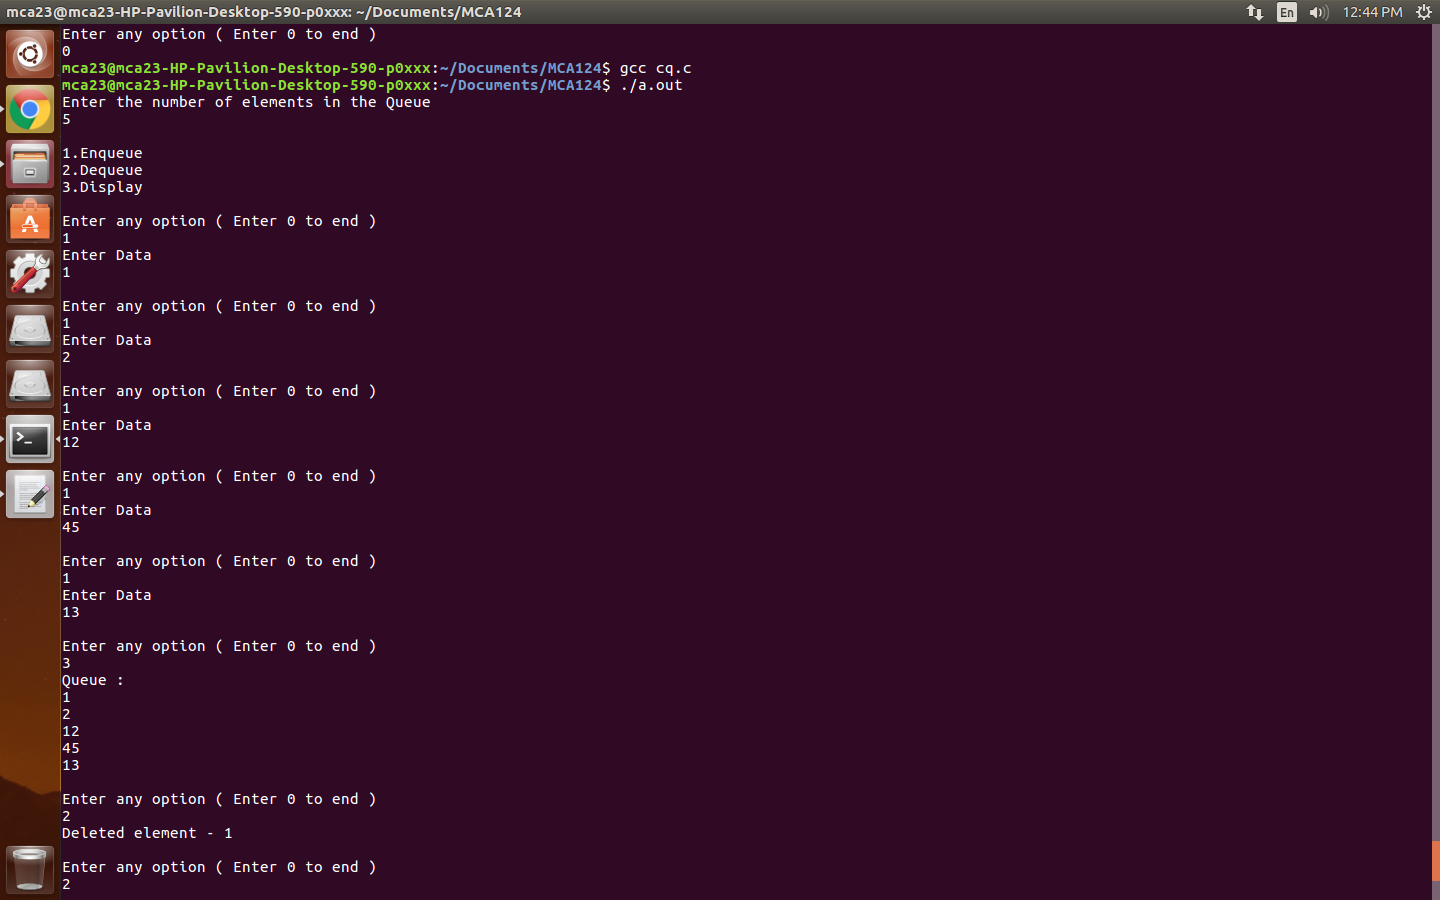 mca23@mca23-HP-Pavilion-Desktop-590-p0xxx: ~/Documents/MCA124
En
12:44 PM
Enter any option ( Enter 0 to end )
0
mca23@mca23-HP-Pavilion-Desktop-590-p0xxx:~/Documents/MCA124$ gcc cq.c
mca23@mca23-HP-Pavilion-Desktop-590-p0xxx:~/Documents/MCA124$ ./a.out
Enter the number of elements in the Queue
5
1.Enqueue
2.Dequeue
3.Display
Enter any option ( Enter 0 to end )
1
Enter Data
1
Enter any option ( Enter 0 to end )
1
Enter Data
2
Enter any option ( Enter 0 to end )
1
Enter Data
12
Enter any option ( Enter 0 to end )
1
Enter Data
45
Enter any option ( Enter 0 to end )
1
Enter Data
13
Enter any option ( Enter 0 to end )
3
Queue :
1
2
12
45
13
Enter any option ( Enter 0 to end )
2
Deleted element - 1
Enter any option ( Enter 0 to end )
2